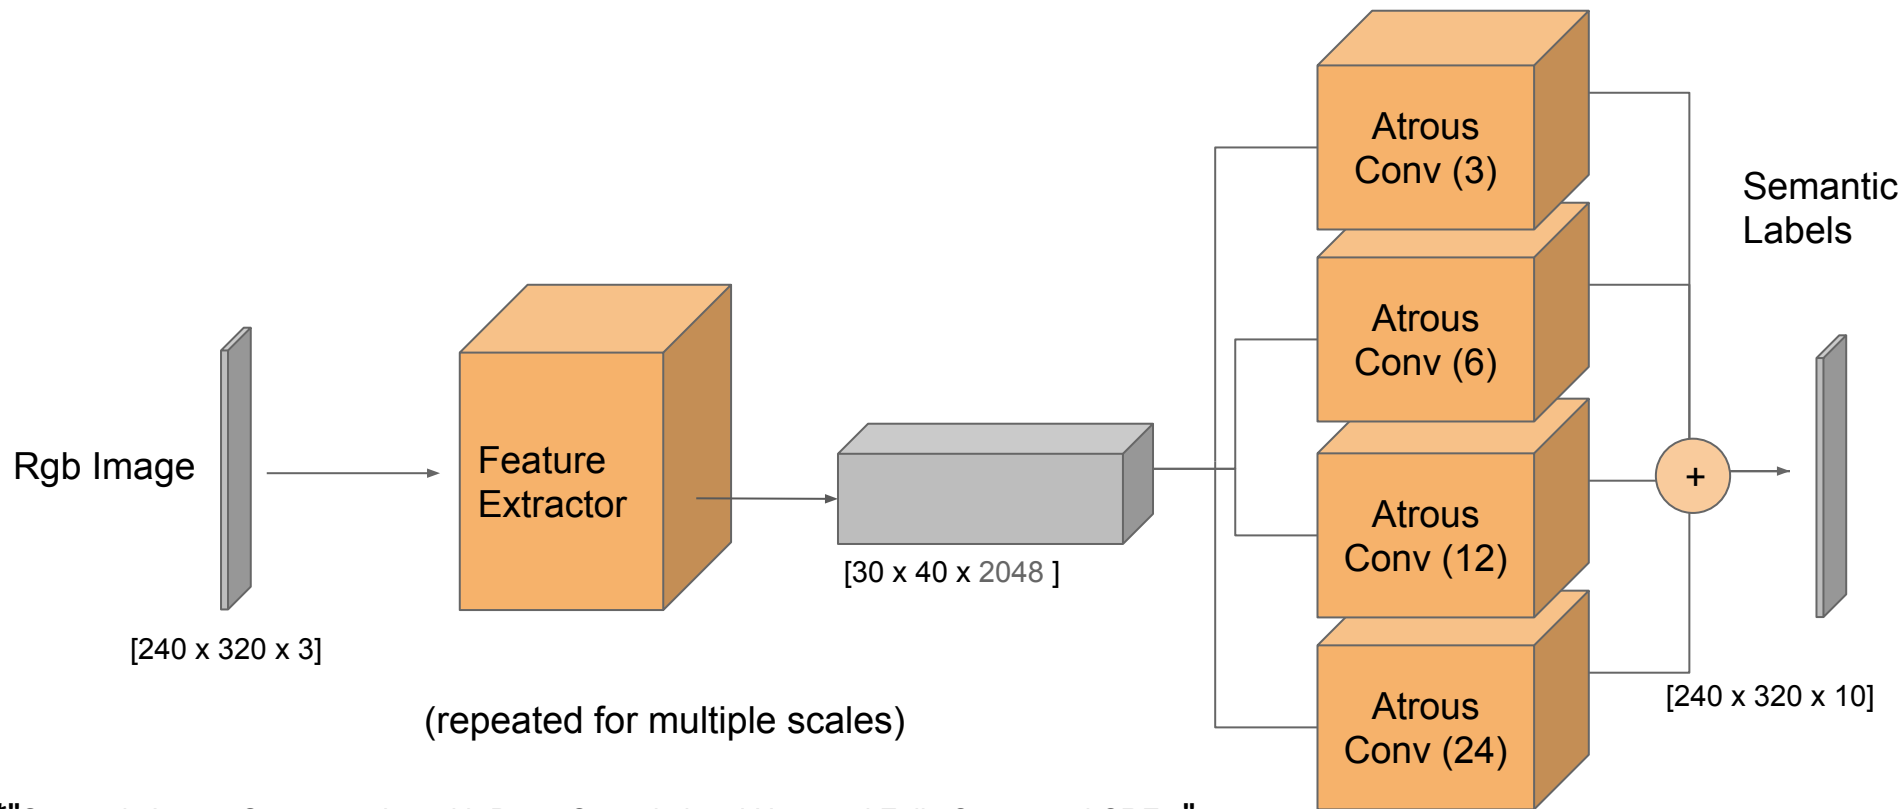 Rgb Image
[240 x 320 x 3]
Feature
Extractor
(repeated for multiple scales)
[30 x 40 x 2048 ]
Atrous
Conv (3)
Atrous
Conv (6)
Atrous
Conv (12)
Atrous
Conv (24)
+
Semantic
Labels
[240 x 320 x 10]